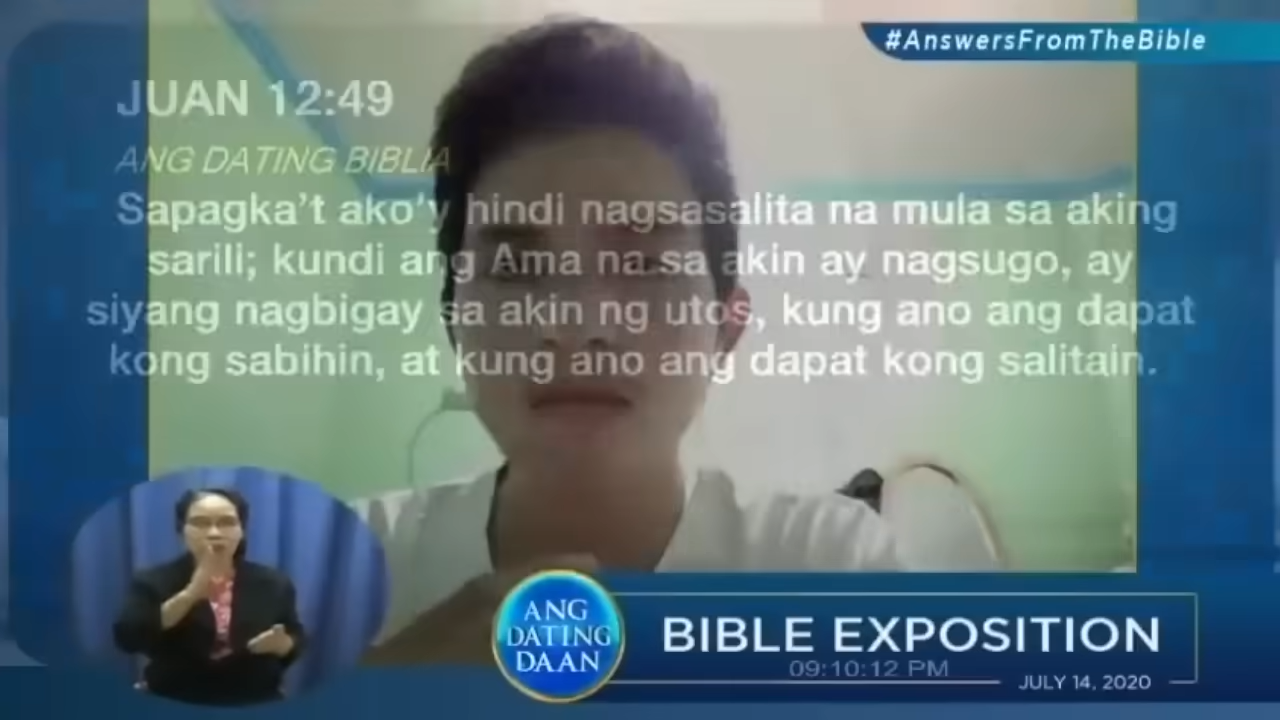 #AnswersFromTheBible
JUAN 12:49
ANG DATING BIBLIA
Sapagka't ako'y hindi nagsasalita na mula sa aking
sarili; kundi ang Ama na sa akin ay nagsugo, ay
siyang nagbigay sa akin ng utos, kung ano ang dapat
kong sabihin, at kung ano ang dapat kong salitain.
ANG
DATING
DAAN
BIBLE EXPOSITION
09:10:12 PM
JULY 14, 2020